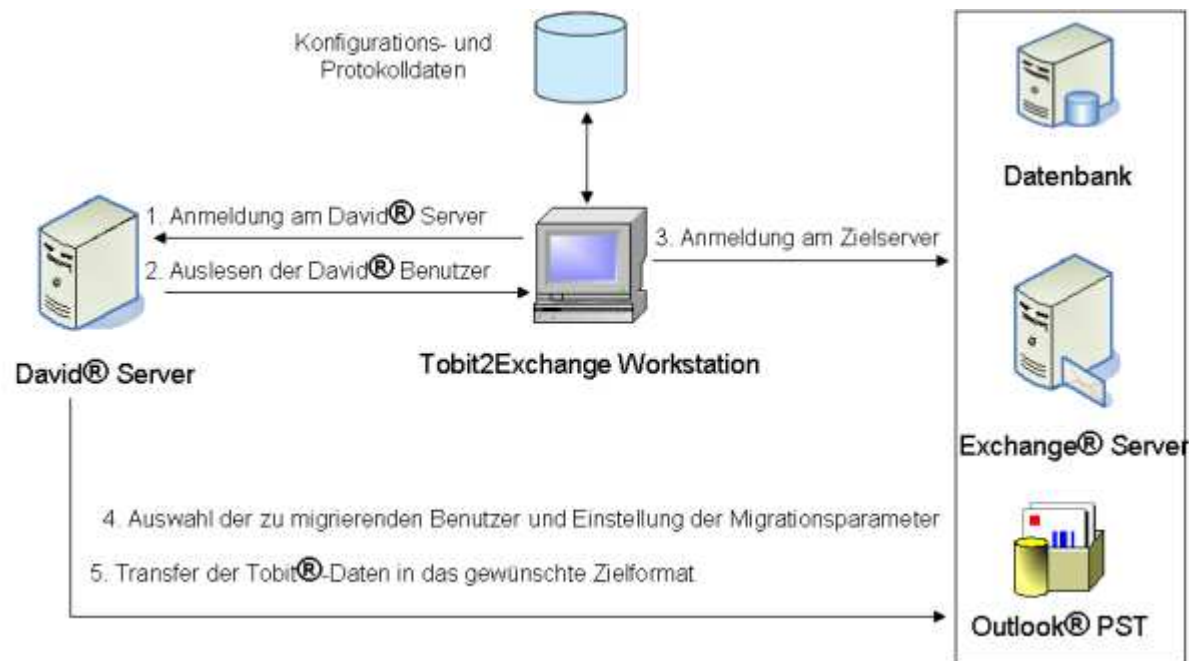 Konfigurations- und
Protokolldaten
Datenbank
1. Anmeldung am David® Server
2. Auslesen der David® Benutzer
3. Anmeldung am Zielserver
David® Server
Tobit2Exchange Workstation
Exchange® Server
4. Auswahl der zu migrierenden Benutzer und Einstellung der Migrationsparameter
5. Transfer der Tobit®-Daten in das gewünschte Zielformat
Outlook® PST